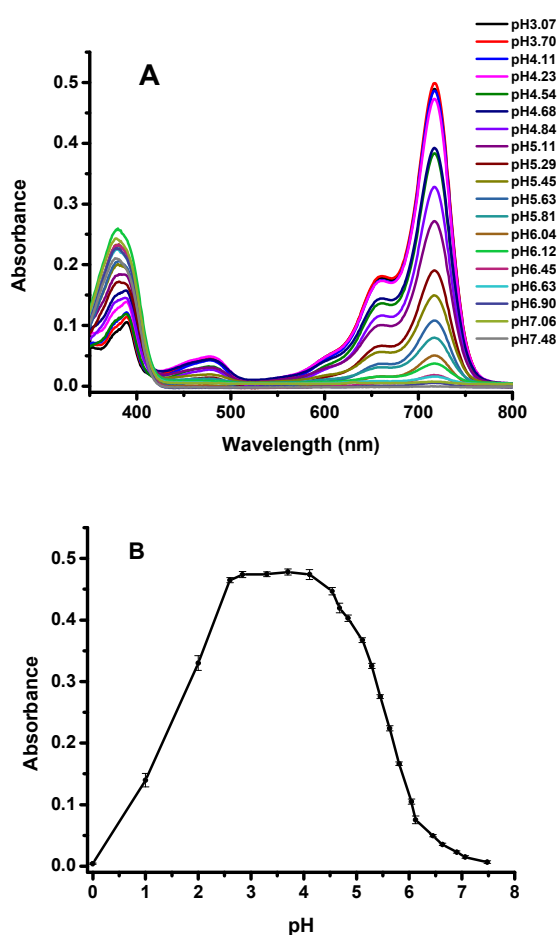 A
pH3.07
pH3.70
pH4.11
pH4.23
pH4.54
pH4.68
pH4.84
pH5.11
pH5.29
pH5.45
pH5.63
pH5.81
pH6.04
pH6.12
pH6.45
pH6.63
pH6.90
pH7.06
pH7.48
0.5
0.4
0.3
0.2
0.1
0.0
Absorbance
400 500 600 700 800
Wavelength (nm)
B
0.5
0.4
0.3
0.2
0.1
0.0
Absorbance
0 1 2 3 4 5 6 7 8
pH